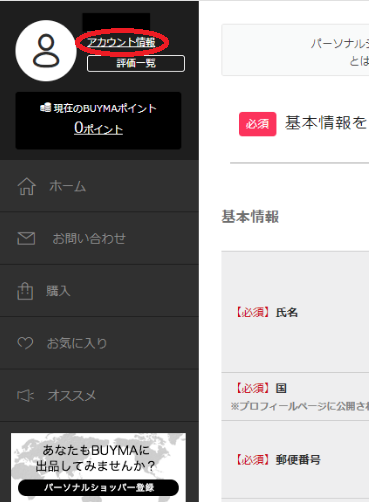 アカウント情報
評価一覧
現在のBUYMAポイント
0ポイント
ホーム
お問い合わせ
購入
お気に入り
オススメ
あなたもBUYMAに
出品してみませんか？
パーソナルショッパー登録
パーソナルシ
とは
必須 基本情報を
基本情報
【必須】氏名
【必須】国
※プロフィールページに公開され
【必須】郵便番号